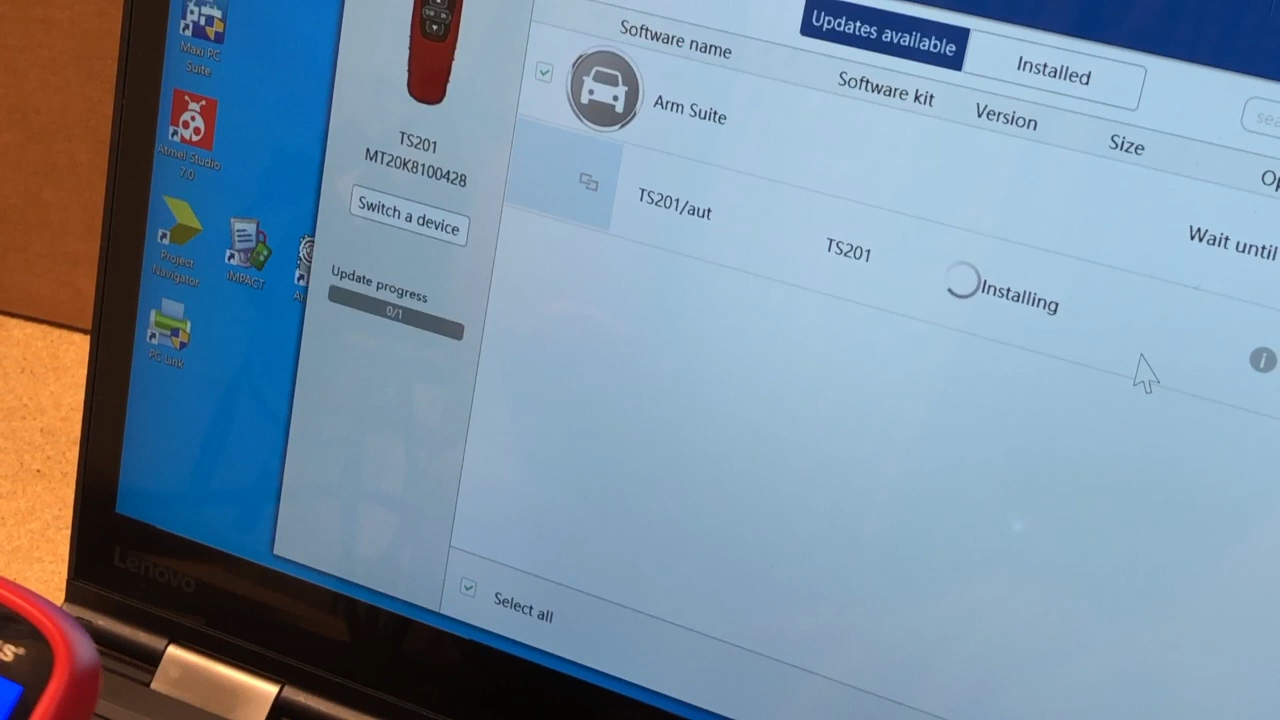 Maxi PC
Suite
Atmel Studio
7.0
Project
Navigator
iMPACT
PC Link
TS201
MT20K8100428
Switch a device
Update progress
0/1
Updates available
Installed
Software name
Software kit
Version
Size
Arm Suite
Wait until
TS201/aut
TS201
Installing
i
Select all
Lenovo